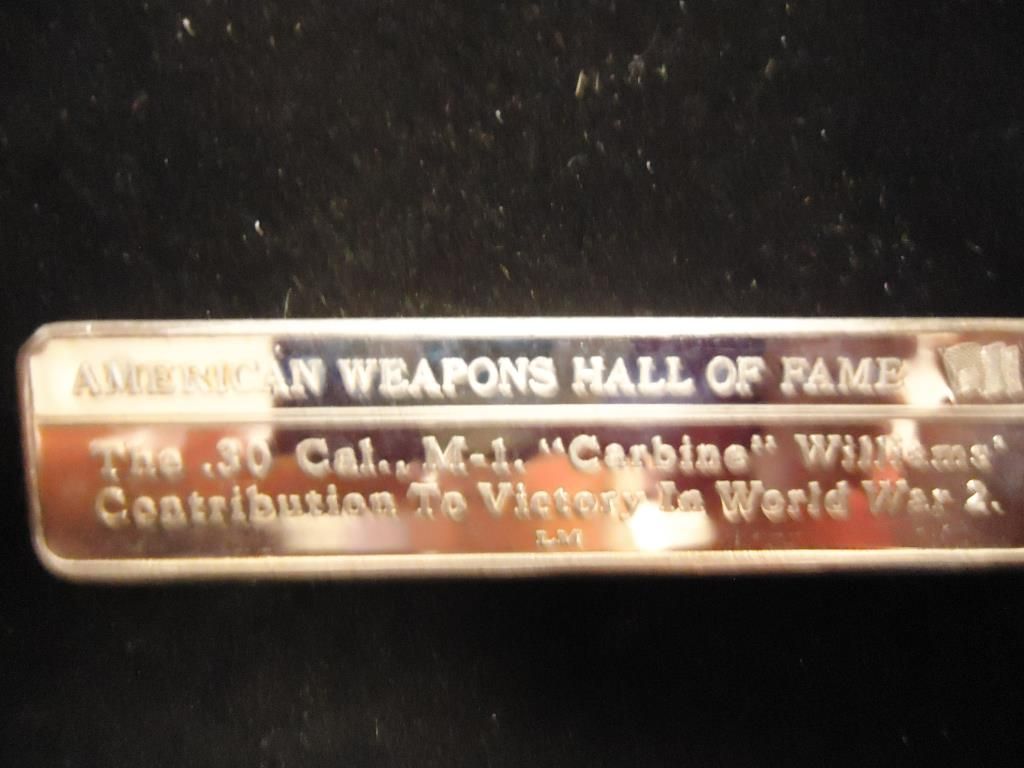 AMERICAN WEAPONS HALL OF FAME
The .30 Cal., M-1, "Carbine" Williams'
Contribution To Victory In World War 2.
LM